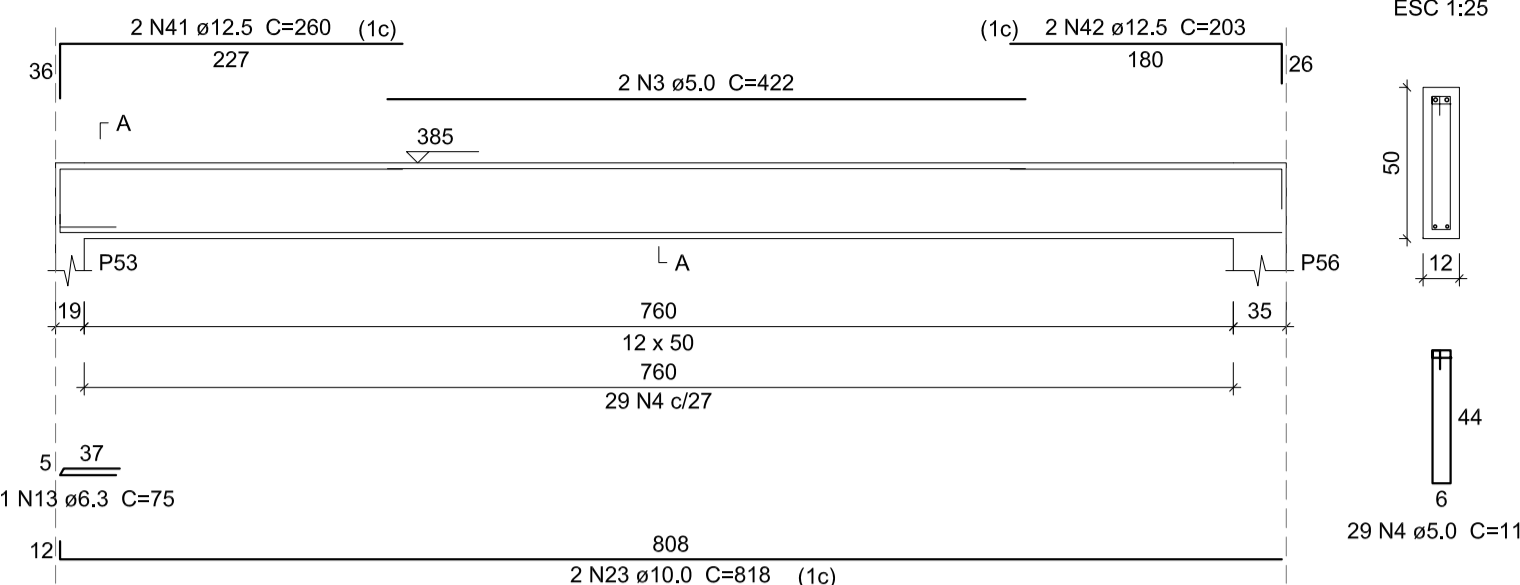 ESC 1:25
2 N41 ø12.5 C=260 (1c)
(1c) 2 N42 ø12.5 C=203
36
227
180
26
2 N3 ø5.0 C=422
A
385
50
A
P53
P56
12
19
760
35
12 x 50
760
29 N4 c/27
44
5
37
1 N13 ø6.3 C=75
6
29 N4 ø5.0 C=11
12
808
2 N23 ø10.0 C=818 (1c)